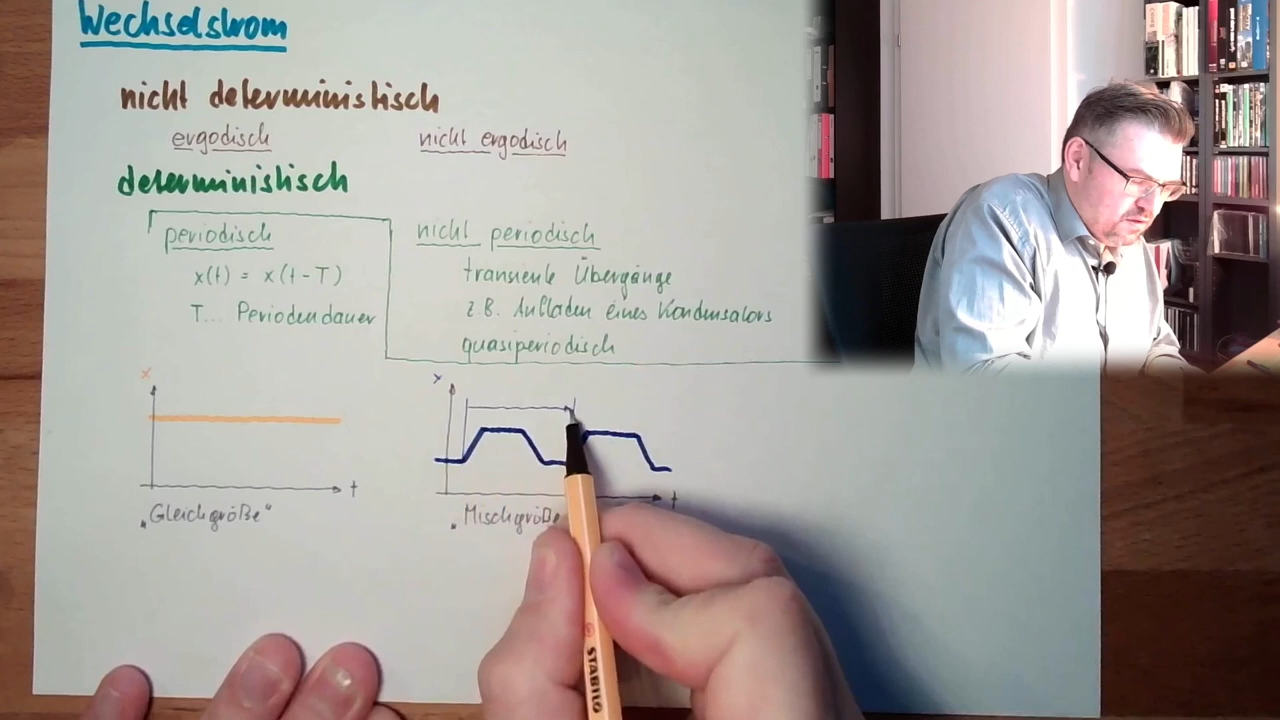 Wechselstrom
nicht deterministisch
ergodisch
nicht ergodisch
deterministisch
periodisch
x(t) = x(t-T)
T... Periodendauer
nicht periodisch
transiente Übergänge
z.B. Aufladen eines Kondensators
quasiperiodisch
x
t
"Gleichgröße"
x
t
"Mischgröße
STABILO